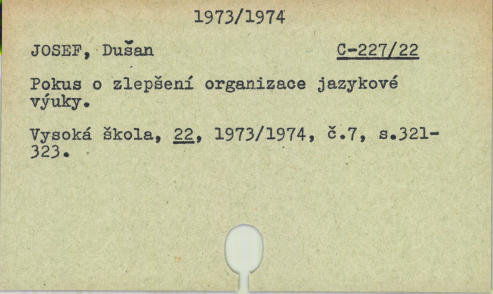 1973/1974
JOSEF, Dušan C-227/22
Pokus o zlepšení organizace jazykové
výuky.
Vysoká škola, 22, 1973/1974, č.7, s.321-
323.